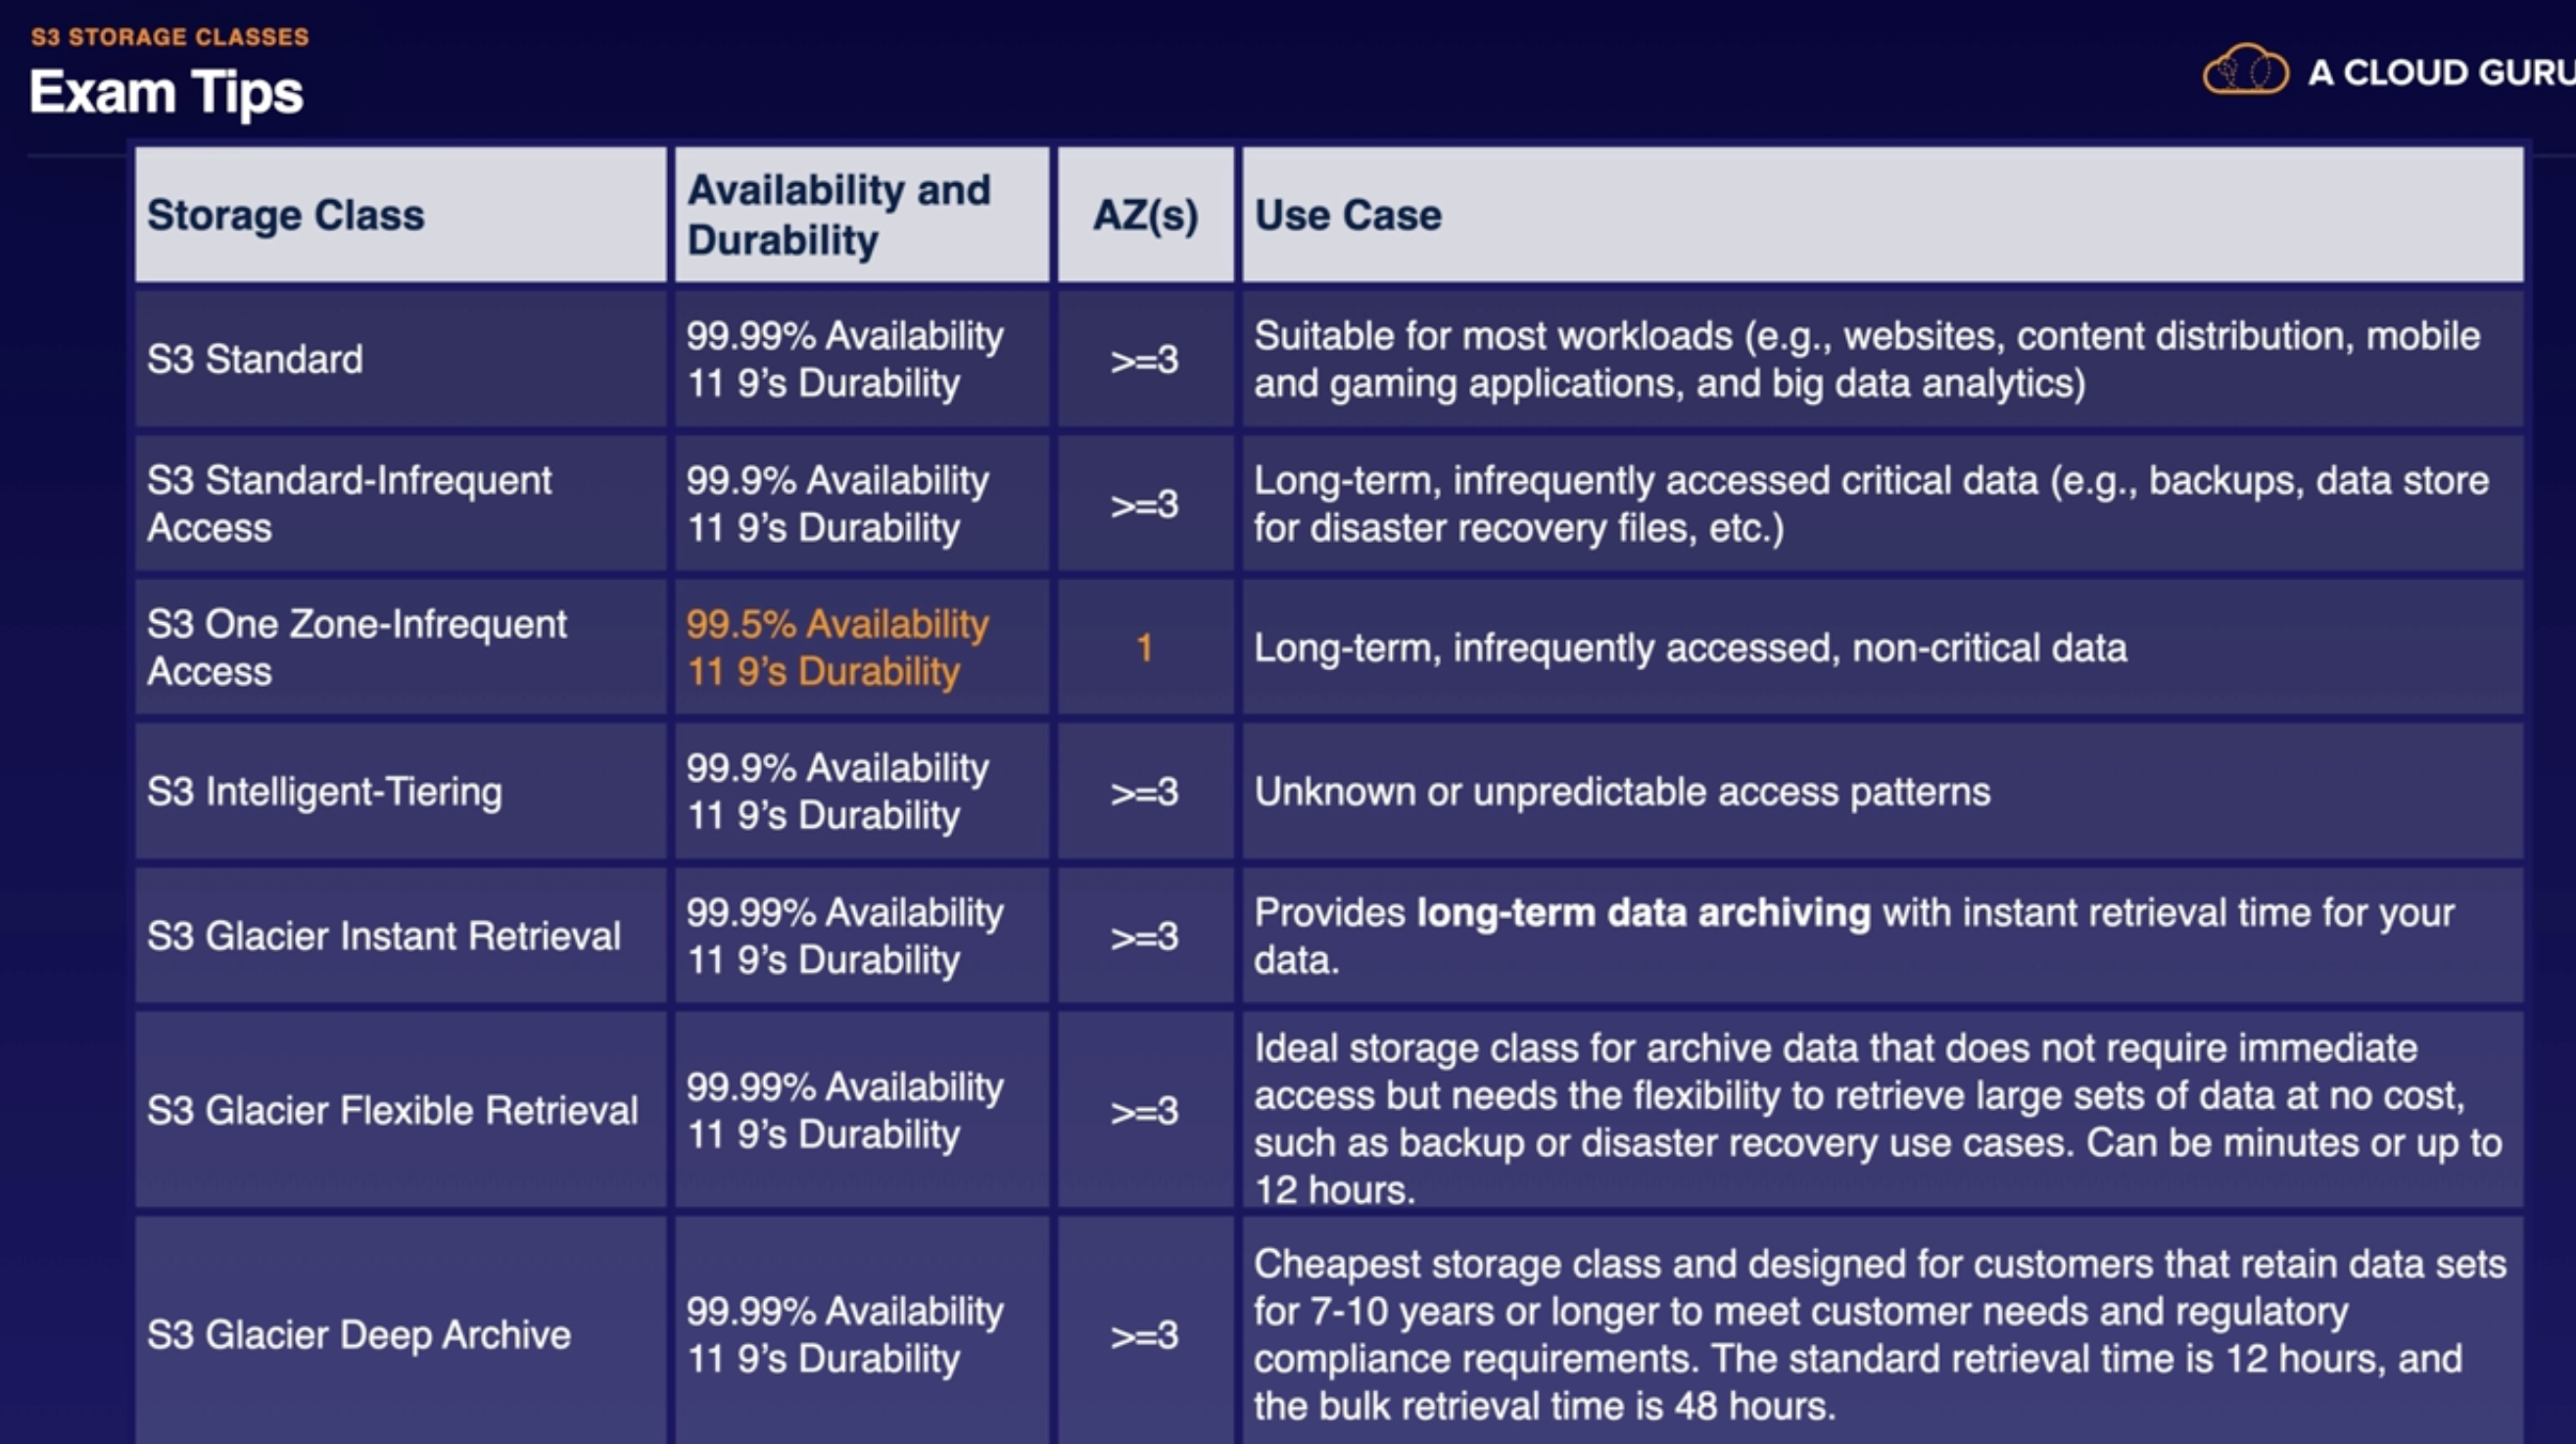 S3 STORAGE CLASSES
Exam Tips
A CLOUD GURU
Storage Class
Availability and
Durability
AZ(s)
Use Case
S3 Standard
99.99% Availability
11 9’s Durability
>=3
Suitable for most workloads (e.g., websites, content distribution, mobile
and gaming applications, and big data analytics)
S3 Standard-Infrequent
Access
99.9% Availability
11 9’s Durability
>=3
Long-term, infrequently accessed critical data (e.g., backups, data store
for disaster recovery files, etc.)
S3 One Zone-Infrequent
Access
99.5% Availability
11 9’s Durability
1
Long-term, infrequently accessed, non-critical data
S3 Intelligent-Tiering
99.9% Availability
11 9’s Durability
>=3
Unknown or unpredictable access patterns
S3 Glacier Instant Retrieval
99.99% Availability
11 9’s Durability
>=3
Provides long-term data archiving with instant retrieval time for your
data.
S3 Glacier Flexible Retrieval
99.99% Availability
11 9’s Durability
>=3
Ideal storage class for archive data that does not require immediate
access but needs the flexibility to retrieve large sets of data at no cost,
such as backup or disaster recovery use cases. Can be minutes or up to
12 hours.
S3 Glacier Deep Archive
99.99% Availability
11 9’s Durability
>=3
Cheapest storage class and designed for customers that retain data sets
for 7-10 years or longer to meet customer needs and regulatory
compliance requirements. The standard retrieval time is 12 hours, and
the bulk retrieval time is 48 hours.